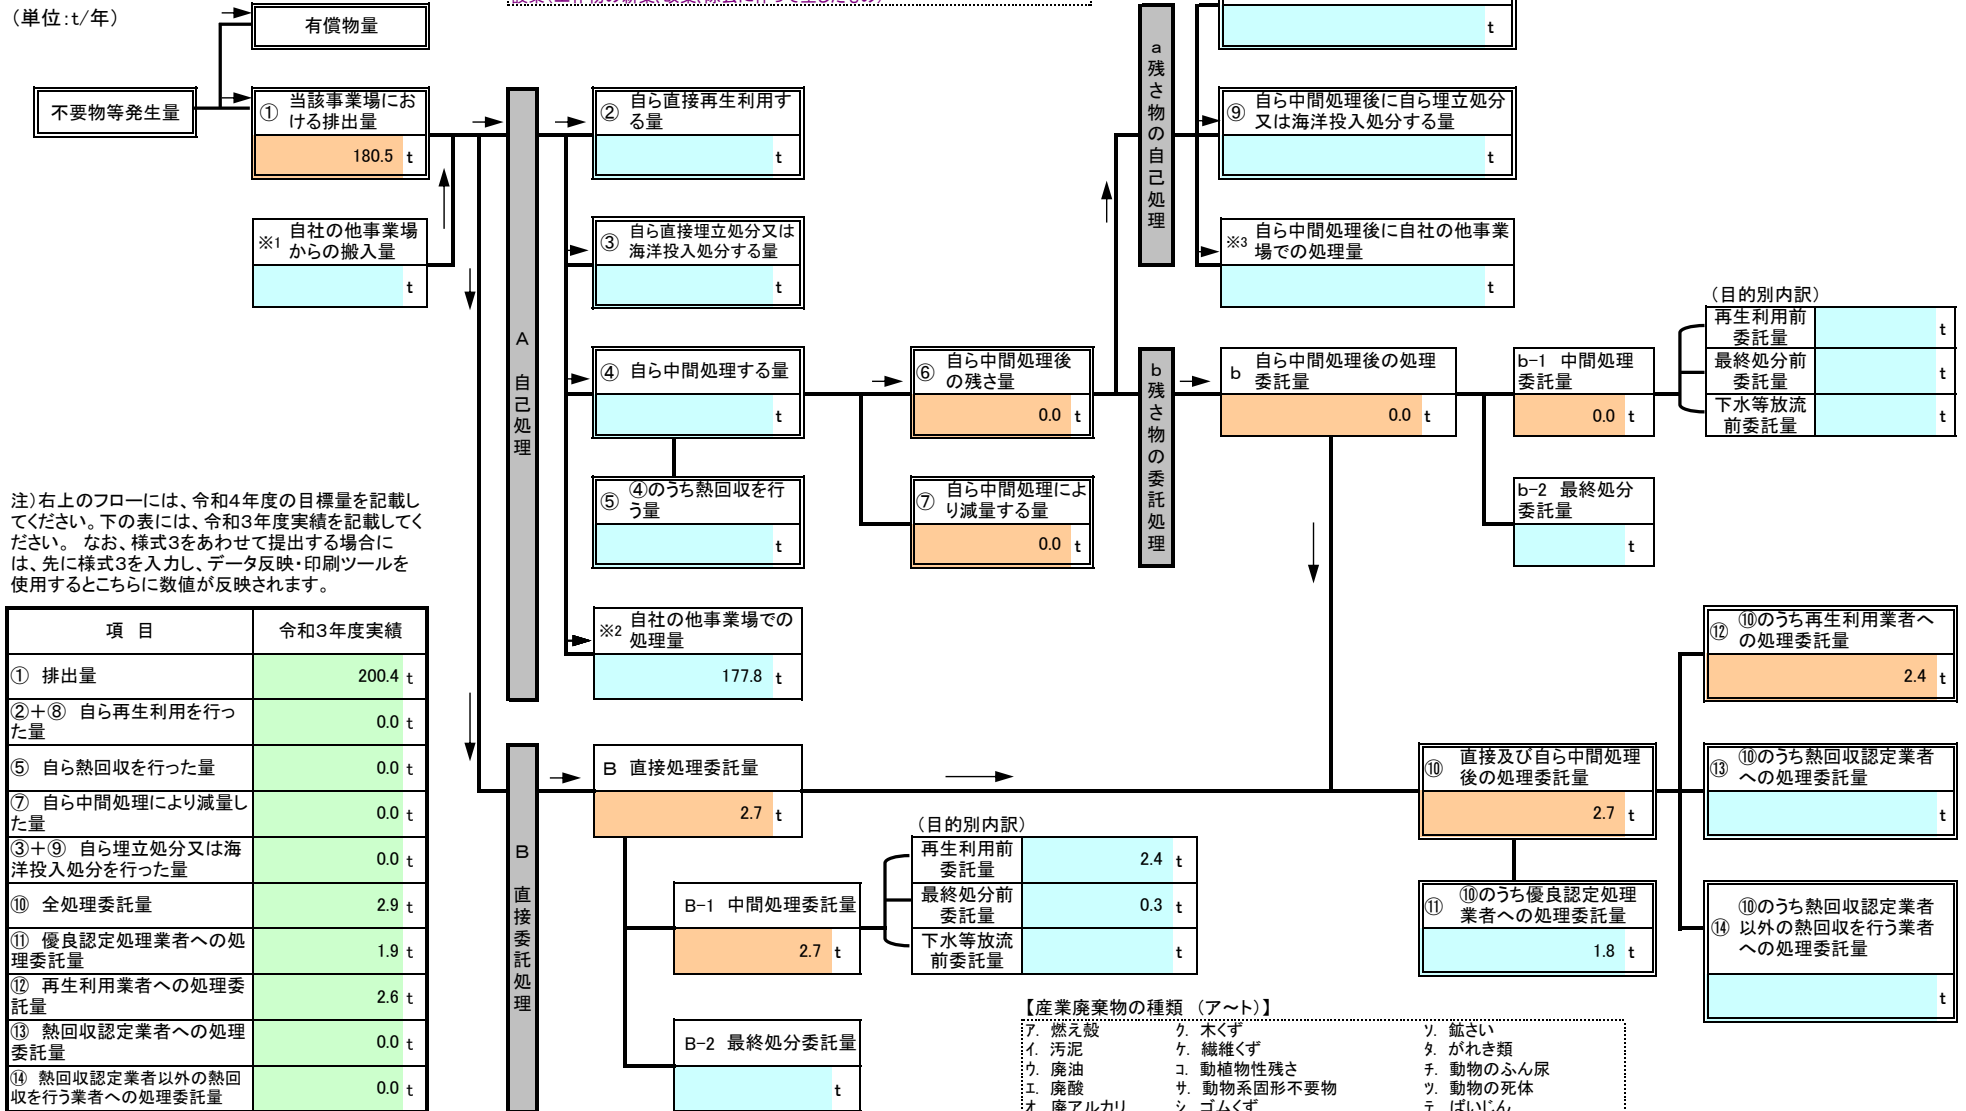 （単位：t/年）
有償物量
不要物等発生量
① 当該事業場にお
ける排出量
180.5 t
※1 自社の他事業場
からの搬入量
t
A 自己処理
② 自ら直接再生利用す
る量
t
③ 自ら直接埋立処分又は
海洋投入処分する量
t
④ 自ら中間処理する量
t
⑤ ④のうち熱回収を行
う量
t
※2 自社の他事業場での
処理量
177.8 t
⑥ 自ら中間処理後
の残さ量
0.0 t
⑦ 自ら中間処理によ
り減量する量
0.0 t
a残さ物の自己処理
t
⑨ 自ら中間処理後に自ら埋立処分
又は海洋投入処分する量
t
※3 自ら中間処理後に自社の他事業
場での処理量
t
b残さ物の委託処理
b 自ら中間処理後の処理
委託量
0.0 t
b-1 中間処理
委託量
0.0 t
（目的別内訳）
再生利用前
委託量
t
最終処分前
委託量
t
下水等放流
前委託量
t
b-2 最終処分
委託量
t
注）右上のフローには、令和４年度の目標量を記載し
てください。下の表には、令和３年度実績を記載してく
ださい。 なお、様式３をあわせて提出する場合に
は、先に様式３を入力し、データ反映・印刷ツールを
使用するとこちらに数値が反映されます。
項 目 令和３年度実績
① 排出量 200.4 t
②＋⑧ 自ら再生利用を行っ
た量 0.0 t
⑤ 自ら熱回収を行った量 0.0 t
⑦ 自ら中間処理により減量し
た量 0.0 t
③＋⑨ 自ら埋立処分又は海
洋投入処分を行った量 0.0 t
⑩ 全処理委託量 2.9 t
⑪ 優良認定処理業者への処
理委託量 1.9 t
⑫ 再生利用業者への処理委
託量 2.6 t
⑬ 熱回収認定業者への処理
委託量 0.0 t
⑭ 熱回収認定業者以外の熱回
収を行う業者への処理委託量 0.0 t
B 直接委託処理
B 直接処理委託量
2.7 t
B-1 中間処理委託量
2.7 t
（目的別内訳）
再生利用前
委託量
2.4 t
最終処分前
委託量
0.3 t
下水等放流
前委託量
t
B-2 最終処分委託量
t
⑩ 直接及び自ら中間処理
後の処理委託量
2.7 t
⑪ ⑩のうち優良認定処理
業者への処理委託量
1.8 t
⑫ ⑩のうち再生利用業者へ
の処理委託量
2.4 t
⑬ ⑩のうち熱回収認定業者
への処理委託量
t
⑭ ⑩のうち熱回収認定業者
以外の熱回収を行う業者
への処理委託量
t
【産業廃棄物の種類 （ア～ト）】
ア. 燃え殻 ク. 木くず ソ. 鉱さい
イ. 汚泥 ケ. 繊維くず タ. がれき類
ウ. 廃油 コ. 動植物性残さ チ. 動物のふん尿
エ. 廃酸 サ. 動物系固形不要物 ツ. 動物の死体
オ. 廃アルカリ シ. ゴムくず テ. ばいじん